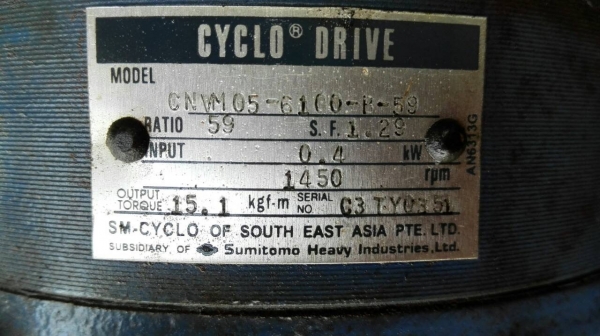 CYCLO® DRIVE
MODEL
CNVM05-6100-B-59
RATIO 59 S.F. 1.29
INPUT 0.4 kW
1450 rpm
OUTPUT TORQUE 15.1 kgf-m SERIAL NO C3TY0351
SM-CYCLO OF SOUTH EAST ASIA PTE. LTD.
SUBSIDIARY OF Sumitomo Heavy Industries, Ltd.
AN6313G